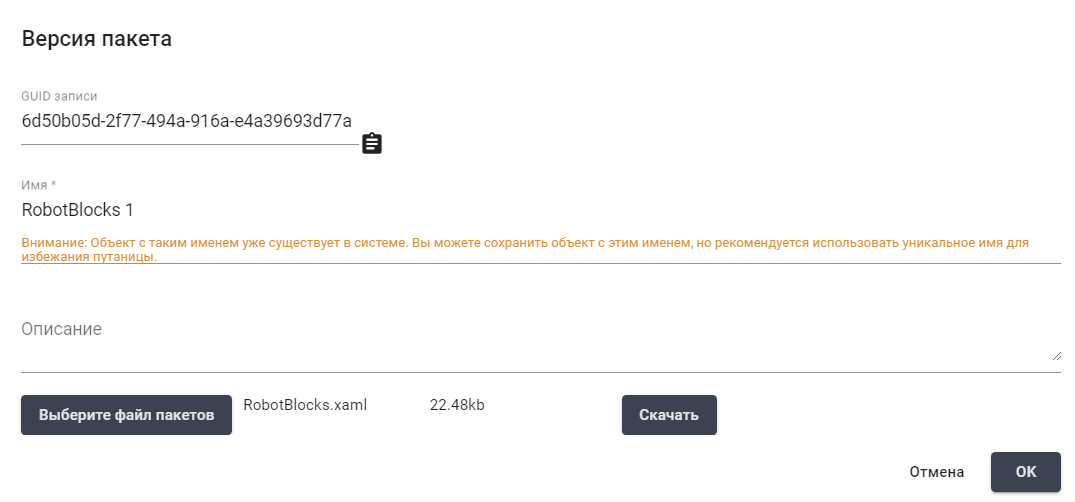 Версия пакета
GUID записи
6d50b05d-2f77-494a-916a-e4a39693d77a
Имя *
RobotBlocks 1
Внимание: Объект с таким именем уже существует в системе. Вы можете сохранить объект с этим именем, но рекомендуется использовать уникальное имя для
избежания путаницы.
Описание
Выберите файл пакетов RobotBlocks.xaml 22.48kb Скачать
Отмена OK